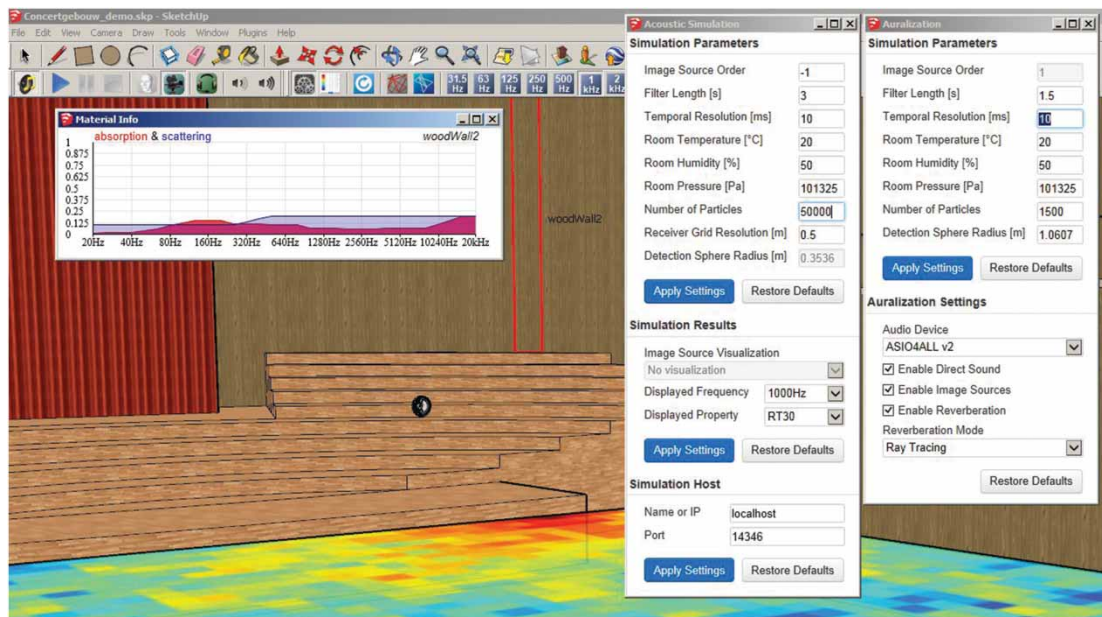 Concertgebouw_demo.skp - SketchUp
File Edit View Camera Draw Tools Window Plugins Help
31.5 Hz 63 Hz 125 Hz 250 Hz 500 Hz 1 kHz 2 kHz
Material Info
absorption & scattering woodWall2
1
0.875
0.75
0.625
0.5
0.375
0.25
0.125
0
20Hz 40Hz 80Hz 160Hz 320Hz 640Hz 1280Hz 2560Hz 5120Hz 10240Hz 20kHz
woodWall2
Acoustic Simulation
Simulation Parameters
Image Source Order -1
Filter Length [s] 3
Temporal Resolution [ms] 10
Room Temperature [°C] 20
Room Humidity [%] 50
Room Pressure [Pa] 101325
Number of Particles 50000
Receiver Grid Resolution [m] 0.5
Detection Sphere Radius [m] 0.3536
Apply Settings Restore Defaults
Simulation Results
Image Source Visualization
No visualization
Displayed Frequency 1000Hz
Displayed Property RT30
Apply Settings Restore Defaults
Simulation Host
Name or IP localhost
Port 14346
Apply Settings Restore Defaults
Auralization
Simulation Parameters
Image Source Order 1
Filter Length [s] 1.5
Temporal Resolution [ms] 10
Room Temperature [°C] 20
Room Humidity [%] 50
Room Pressure [Pa] 101325
Number of Particles 1500
Detection Sphere Radius [m] 1.0607
Apply Settings Restore Defaults
Auralization Settings
Audio Device
ASIO4ALL v2
Enable Direct Sound
Enable Image Sources
Enable Reverberation
Reverberation Mode
Ray Tracing
Restore Defaults